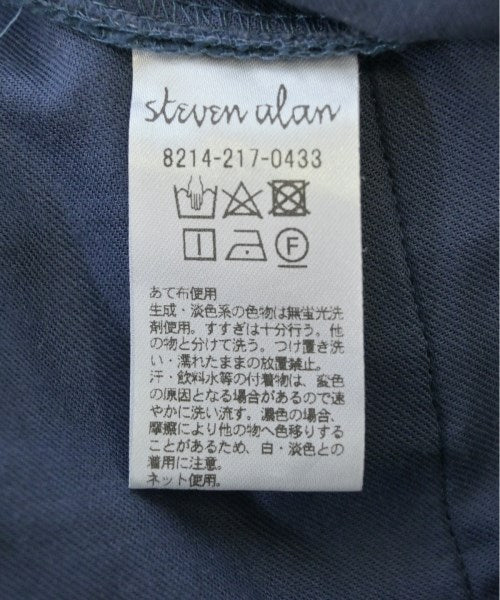 steven alan
8214-217-0433
F
あて布使用
生成・淡色系の色物は無蛍光洗
剤使用。すすぎは十分行う。他
の物と分けて洗う。つけ置き洗
い・濡れたままの放置禁止。
汗・飲料水等の付着物は、変色
の原因となる場合があるので速
やかに洗い流す。濃色の場合、
摩擦により他の物へ色移りする
ことがあるため、白・淡色との
着用に注意。
ネット使用。